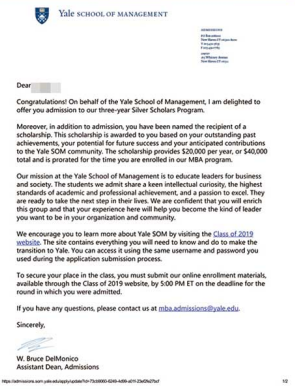 Yale SCHOOL OF MANAGEMENT
ADMISSIONS
Dear
Congratulations! On behalf of the Yale School of Management, I am delighted to
offer you admission to our three-year Silver Scholars Program.
Moreover, in addition to admission, you have been named the recipient of a
scholarship. This scholarship is awarded to you based on your outstanding past
achievements, your potential for future success and your anticipated contributions
to the Yale SOM community. The scholarship provides $20,000 per year, or $40,000
total and is prorated for the time you are enrolled in our MBA program.
Our mission at the Yale School of Management is to educate leaders for business
and society. The students we admit share a keen intellectual curiosity, the highest
standards of academic and professional achievement, and a passion to excel. They
are ready to take the next step in their lives. We are confident that you will enrich
this group and that your experience here will help you become the kind of leader
you want to be in your organization and community.
We encourage you to learn more about Yale SOM by visiting the Class of 2019
website. The site contains everything you will need to know and do to make the
transition to Yale. You can access it using the same username and password you
used during the application submission process.
To secure your place in the class, you must submit our online enrollment materials,
available through the Class of 2019 website, by 5:00 PM ET on the deadline for the
round in which you were admitted.
If you have any questions, please contact us at mba.admissions@yale.edu.
Sincerely,
W. Bruce DelMonico
Assistant Dean, Admissions
1/2